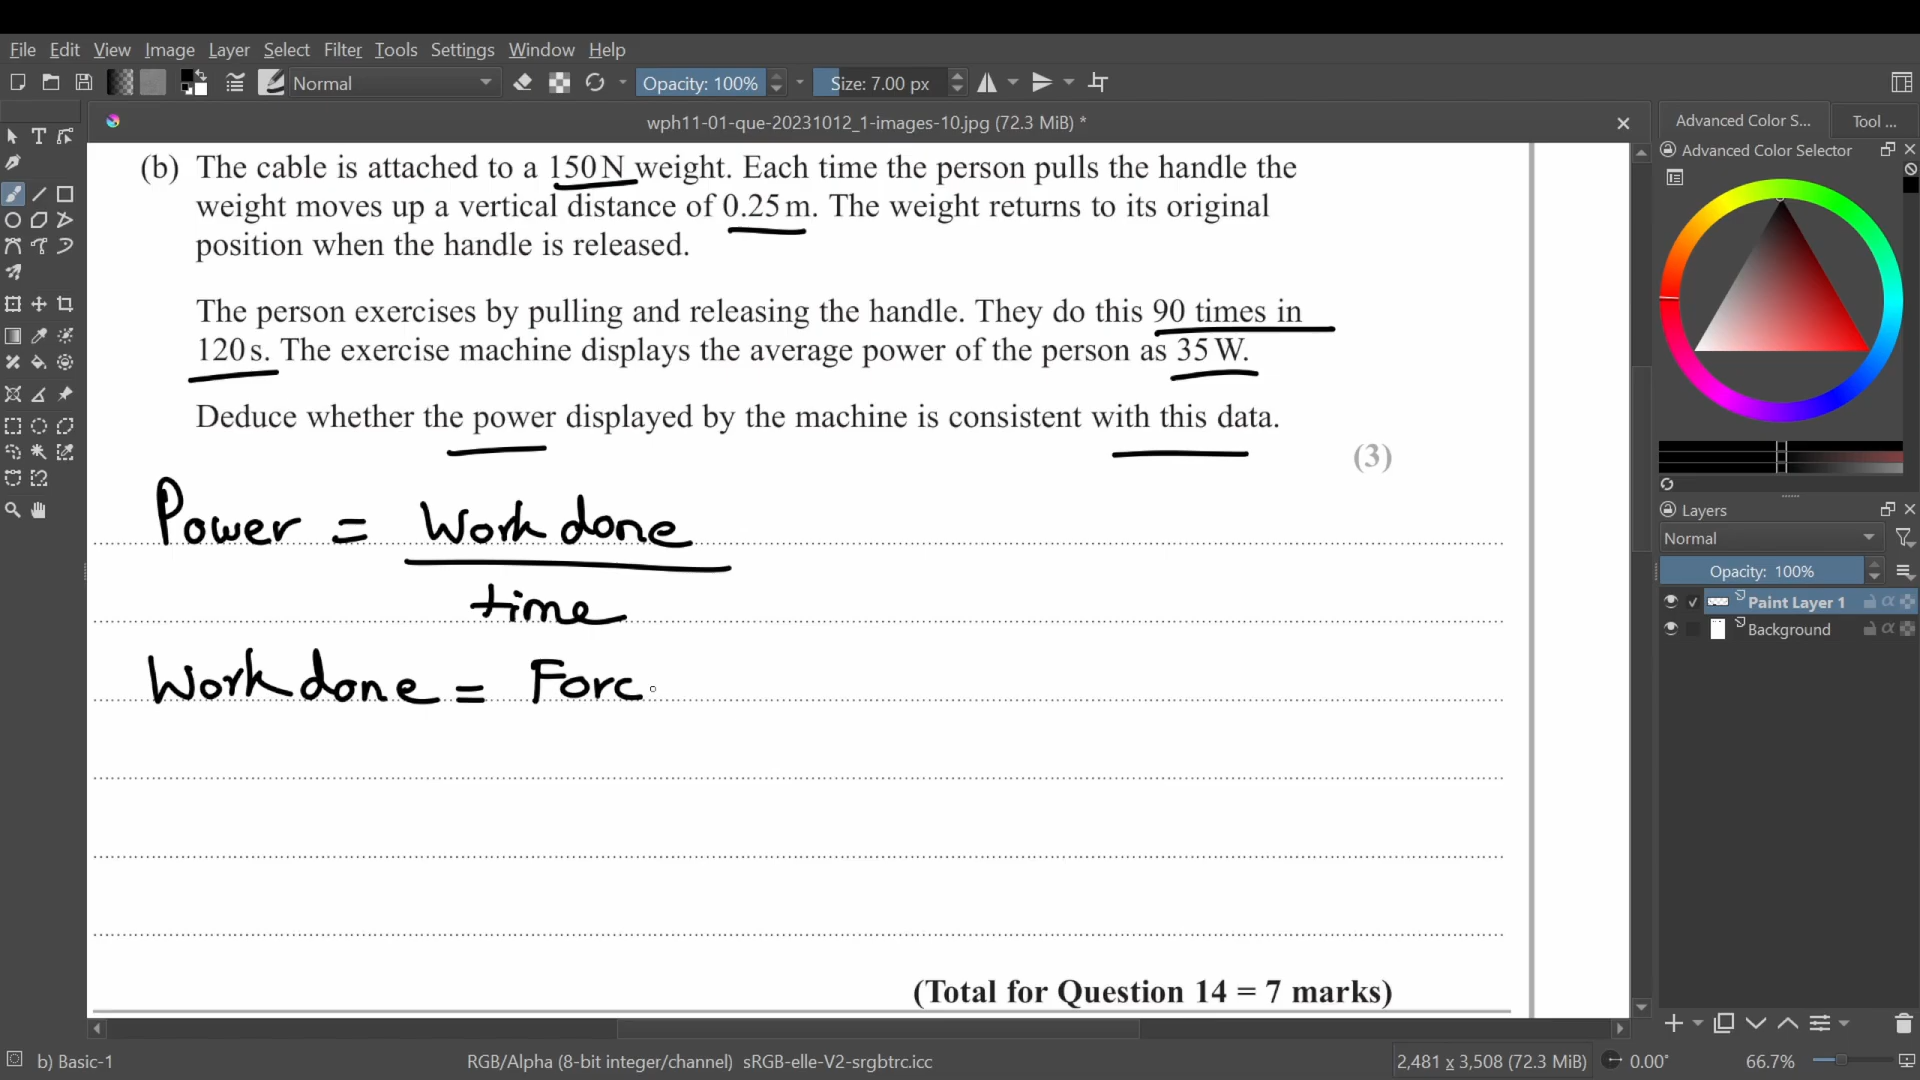 File Edit View Image Layer Select Filter Tools Settings Window Help
Normal Opacity: 100% Size: 7.00 px
wph11-01-que-20231012_1-images-10.jpg (72.3 MiB) *
Advanced Color S... Tool ...
Advanced Color Selector
(b) The cable is attached to a 150 N weight. Each time the person pulls the handle the
weight moves up a vertical distance of 0.25 m. The weight returns to its original
position when the handle is released.
The person exercises by pulling and releasing the handle. They do this 90 times in
120 s. The exercise machine displays the average power of the person as 35 W.
Deduce whether the power displayed by the machine is consistent with this data.
(3)
Power = Work done
time
Work done = Forc
(Total for Question 14 = 7 marks)
Layers
Normal
Opacity: 100%
Paint Layer 1
Background
b) Basic-1 RGB/Alpha (8-bit integer/channel) sRGB-elle-V2-srgbtrc.icc 2,481 x 3,508 (72.3 MiB) 0.00° 66.7%